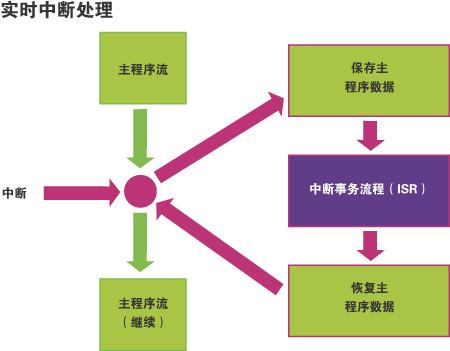 实时中断处理
主程序流
保存主
程序数据
中断
中断事务流程（ISR）
主程序流
（继续）
恢复主
程序数据